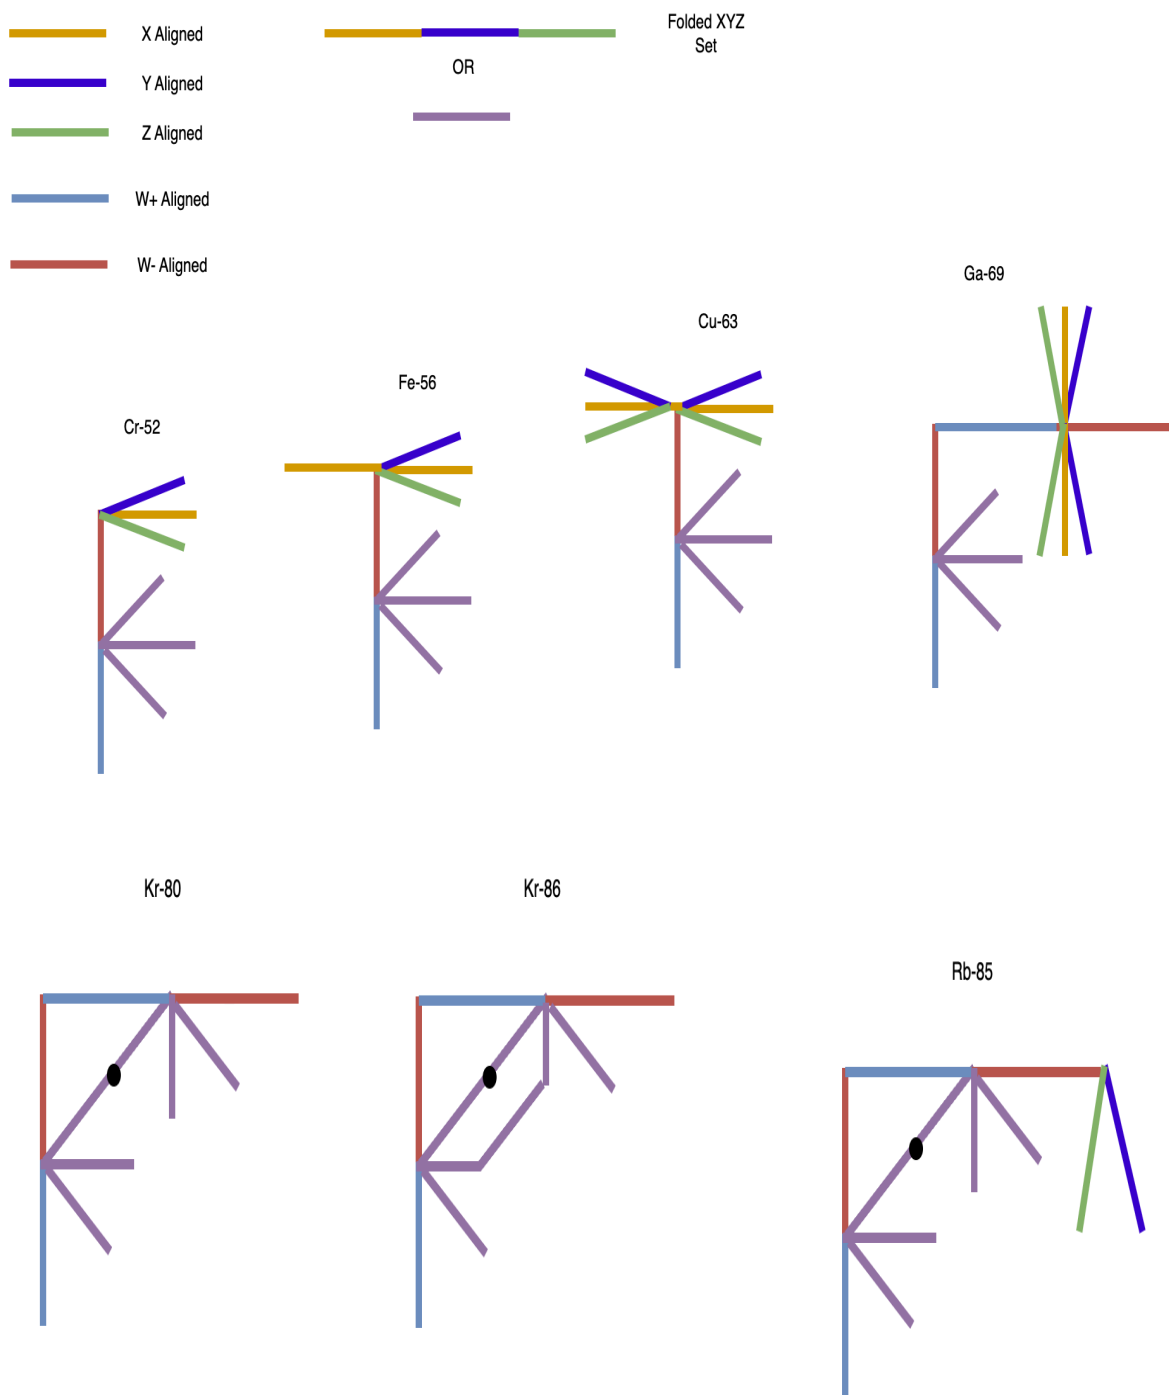 X Aligned
Folded XYZ
Set
Y Aligned
OR
Z Aligned
W+ Aligned
W- Aligned
Ga-69
Cu-63
Fe-56
Cr-52
Kr-80
Kr-86
Rb-85